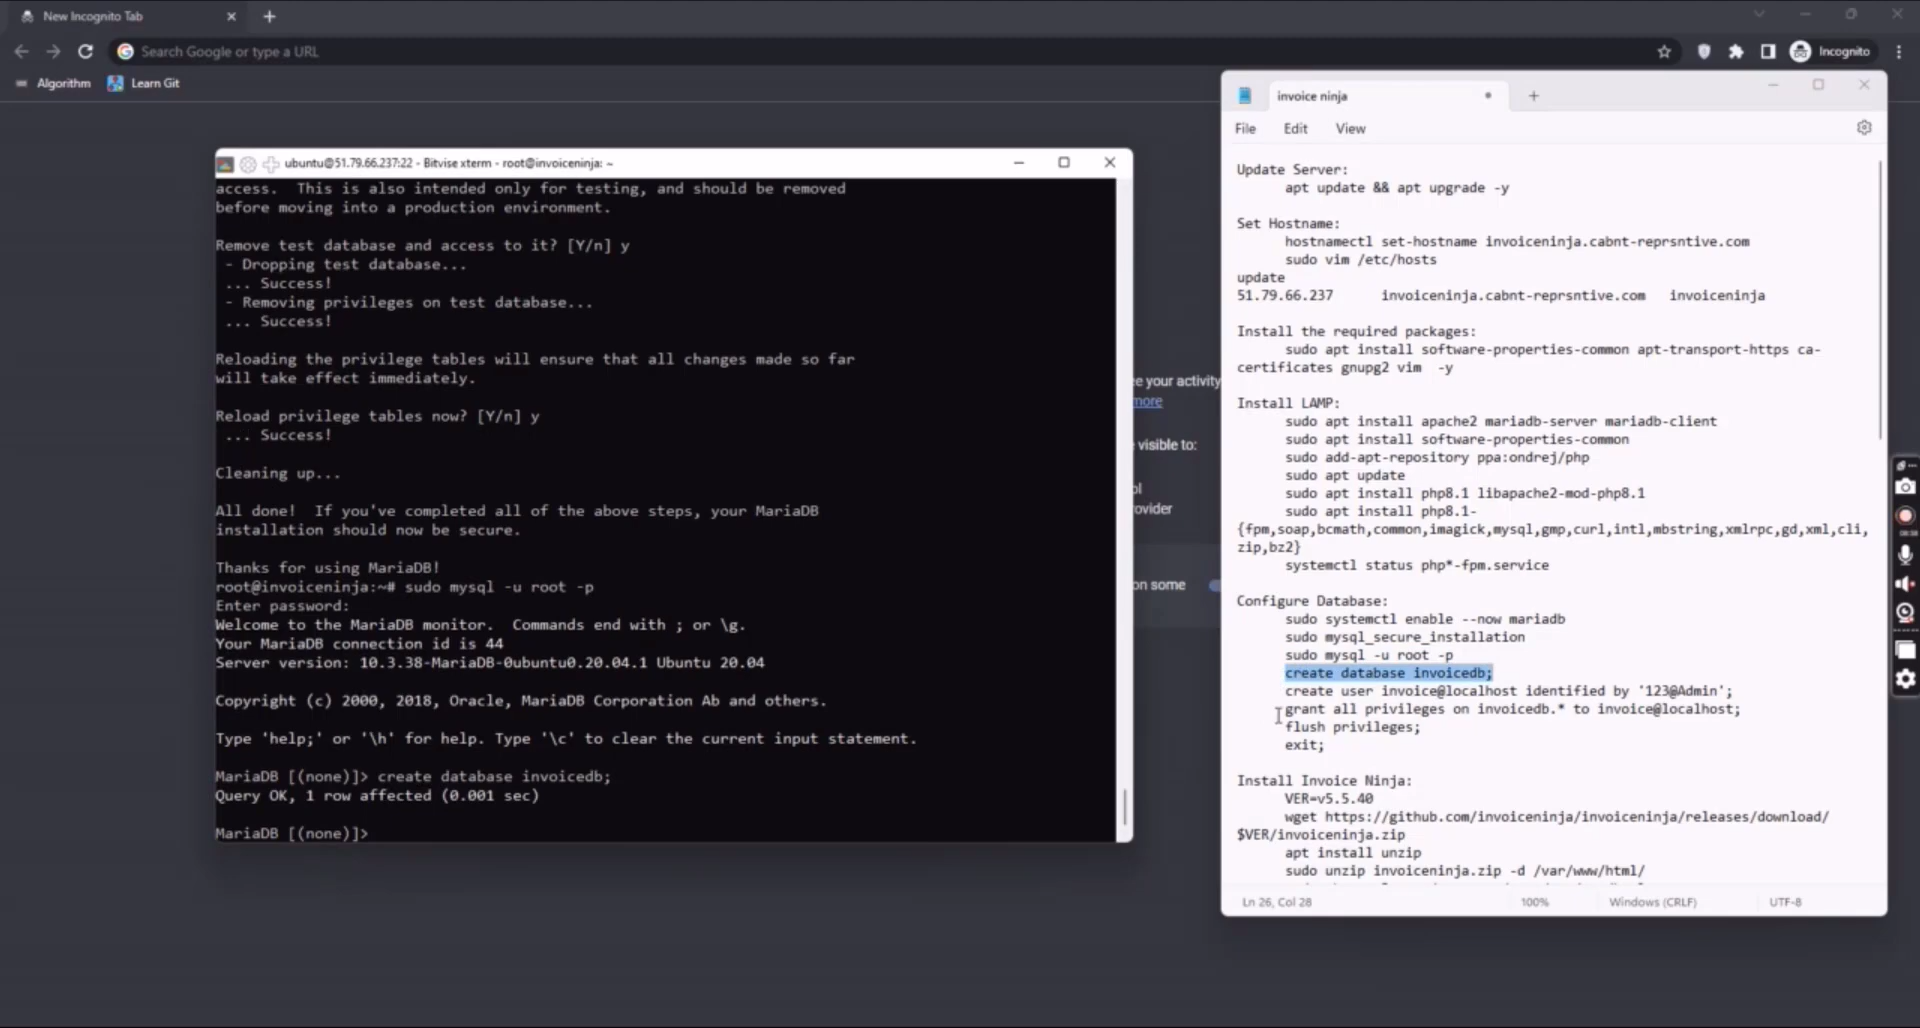 New Incognito Tab
Search Google or type a URL
Incognito
Algorithm
Learn Git
ubuntu@51.79.66.237:22 - Bitvise xterm - root@invoiceninja: ~
access.  This is also intended only for testing, and should be removed
before moving into a production environment.
Remove test database and access to it? [Y/n] y
- Dropping test database...
... Success!
- Removing privileges on test database...
... Success!
Reloading the privilege tables will ensure that all changes made so far
will take effect immediately.
Reload privilege tables now? [Y/n] y
... Success!
Cleaning up...
All done!  If you've completed all of the above steps, your MariaDB
installation should now be secure.
Thanks for using MariaDB!
root@invoiceninja:~# sudo mysql -u root -p
Enter password:
Welcome to the MariaDB monitor.  Commands end with ; or \g.
Your MariaDB connection id is 44
Server version: 10.3.38-MariaDB-0ubuntu0.20.04.1 Ubuntu 20.04
Copyright (c) 2000, 2018, Oracle, MariaDB Corporation Ab and others.
Type 'help;' or '\h' for help. Type '\c' to clear the current input statement.
MariaDB [(none)]> create database invoicedb;
Query OK, 1 row affected (0.001 sec)
MariaDB [(none)]>
your activity
more
visible to:
on some
invoice ninja
File Edit View
Update Server:
apt update && apt upgrade -y
Set Hostname:
hostnamectl set-hostname invoiceninja.cabnt-reprsntive.com
sudo vim /etc/hosts
update
51.79.66.237 invoiceninja.cabnt-reprsntive.com invoiceninja
Install the required packages:
sudo apt install software-properties-common apt-transport-https ca-
certificates gnupg2 vim  -y
Install LAMP:
sudo apt install apache2 mariadb-server mariadb-client
sudo apt install software-properties-common
sudo add-apt-repository ppa:ondrej/php
sudo apt update
sudo apt install php8.1 libapache2-mod-php8.1
sudo apt install php8.1-
{fpm,soap,bcmath,common,imagick,mysql,gmp,curl,intl,mbstring,xmlrpc,gd,xml,cli,
zip,bz2}
systemctl status php*-fpm.service
Configure Database:
sudo systemctl enable --now mariadb
sudo mysql_secure_installation
sudo mysql -u root -p
create database invoicedb;
create user invoice@localhost identified by '123@Admin';
grant all privileges on invoicedb.* to invoice@localhost;
flush privileges;
exit;
Install Invoice Ninja:
VER=v5.5.40
wget https://github.com/invoiceninja/invoiceninja/releases/download/
$VER/invoiceninja.zip
apt install unzip
sudo unzip invoiceninja.zip -d /var/www/html/
Ln 26, Col 28 100% Windows (CRLF) UTF-8